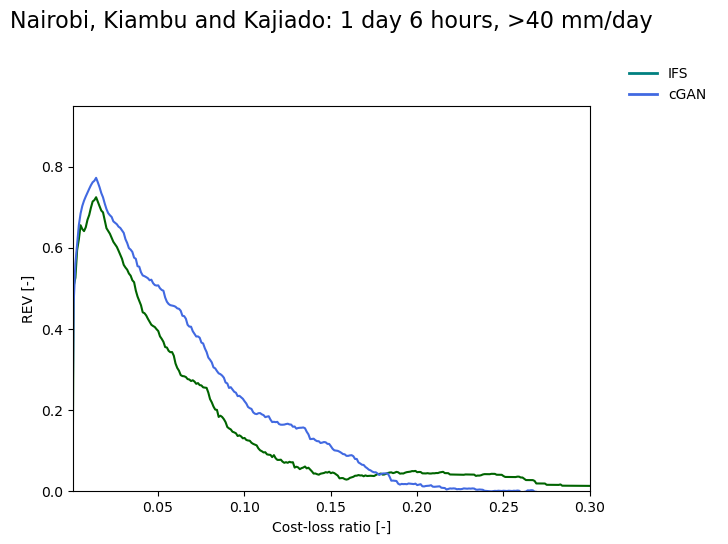 Nairobi, Kiambu and Kajiado: 1 day 6 hours, >40 mm/day
IFS
cGAN
0.8
0.6
0.4
0.2
0.0
REV [-]
0.05 0.10 0.15 0.20 0.25 0.30
Cost-loss ratio [-]